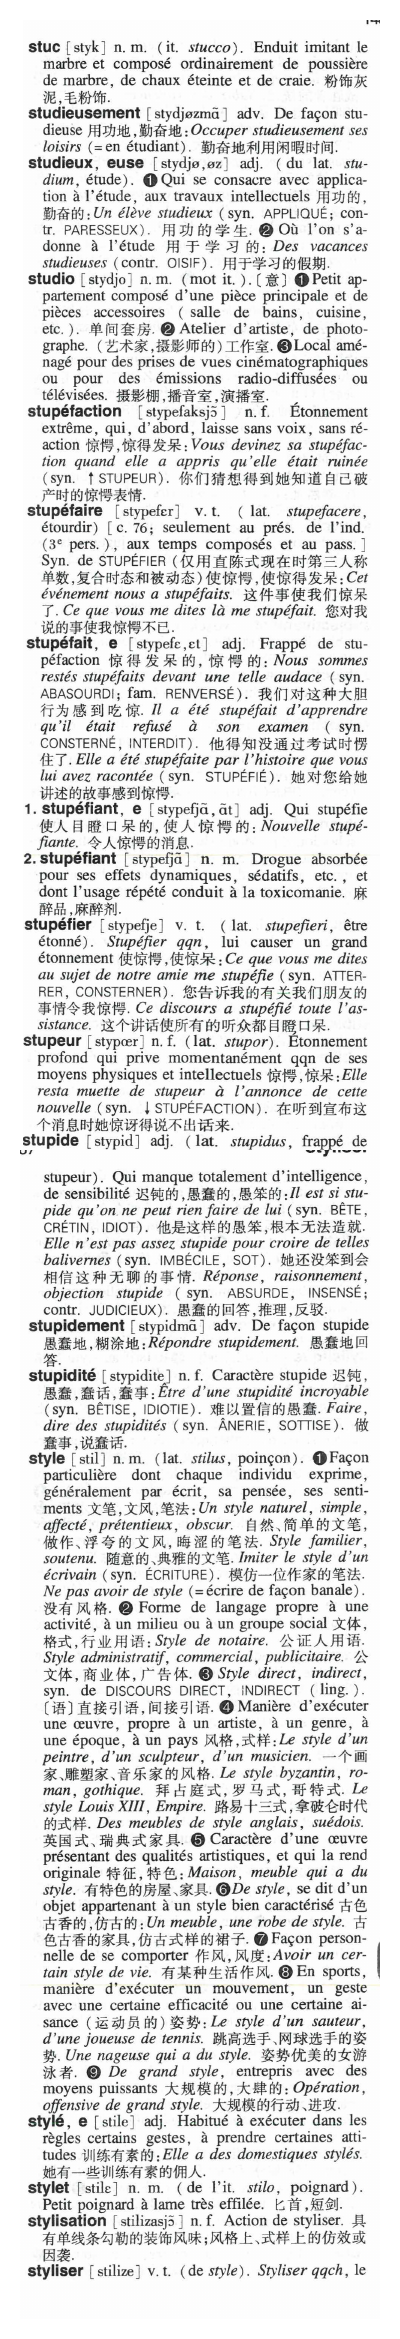 stuc [styk] n. m. (it. stucco). Enduit imitant le
marbre et composé ordinairement de poussière
de marbre, de chaux éteinte et de craie. 粉饰灰
泥,毛粉饰.
studieusement [stydjøzmɑ̃] adv. De façon stu-
dieuse 用功地,勤奋地:Occuper studieusement ses
loisirs (=en étudiant). 勤奋地利用闲暇时间.
studieux, euse [stydjø,øz] adj. (du lat. stu-
dium, étude). ❶Qui se consacre avec applica-
tion à l'étude, aux travaux intellectuels 用功的,
勤奋的:Un élève studieux (syn. APPLIQUÉ; con-
tr. PARESSEUX). 用功的学生. ❷ Où l'on s'a-
donne à l'étude 用于学习的: Des vacances
studieuses (contr. OISIF). 用于学习的假期.
studio [stydjo] n. m. (mot it.).〔意〕❶Petit ap-
partement composé d'une pièce principale et de
pièces accessoires (salle de bains, cuisine,
etc.). 单间套房. ❷ Atelier d'artiste, de photo-
graphe. (艺术家,摄影师的)工作室. ❸Local amé-
nagé pour des prises de vues cinématographiques
ou pour des émissions radio-diffusées ou
télévisées. 摄影棚,播音室,演播室.
stupéfaction [stypefaksjɔ̃] n. f. Étonnement
extrême, qui, d'abord, laisse sans voix, sans ré-
action 惊愕,惊得发呆:Vous devinez sa stupéfac-
tion quand elle a appris qu'elle était ruinée
(syn. ↑STUPEUR). 你们猜想得到她知道自己破
产时的惊愕表情.
stupéfaire [stypefɛr] v. t. (lat. stupefacere,
étourdir) [c. 76; seulement au prés. de l'ind.
(3e pers.), aux temps composés et au pass.]
Syn. de STUPÉFIER (仅用直陈式现在时第三人称
单数,复合时态和被动态)使惊愕,使惊得发呆:Cet
événement nous a stupéfaits. 这件事使我们惊呆
了. Ce que vous me dites là me stupéfait. 您对我
说的事使我惊愕不已.
stupéfait, e [stypefɛ,ɛt] adj. Frappé de stu-
péfaction 惊得发呆的,惊愕的:Nous sommes
restés stupéfaits devant une telle audace (syn.
ABASOURDI; fam. RENVERSÉ). 我们对这种大胆
行为感到吃惊. Il a été stupéfait d'apprendre
qu'il était refusé à son examen (syn.
CONSTERNÉ, INTERDIT). 他得知没通过考试时愣
住了. Elle a été stupéfaite par l'histoire que vous
lui avez racontée (syn. STUPÉFIÉ). 她对您给她
讲述的故事感到惊愕.
1. stupéfiant, e [stypefjɑ̃, ɑ̃t] adj. Qui stupéfie
使人目瞪口呆的,使人惊愕的:Nouvelle stupé-
fiante. 令人惊愕的消息.
2. stupéfiant [stypefjɑ̃] n. m. Drogue absorbée
pour ses effets dynamiques, sédatifs, etc., et
dont l'usage répété conduit à la toxicomanie. 麻
醉品,麻醉剂.
stupéfier [stypefje] v. t. (lat. stupefieri, être
étonné). Stupéfier qqn, lui causer un grand
étonnement 使惊愕,使惊呆:Ce que vous me dites
au sujet de notre amie me stupéfie (syn. ATTER-
RER, CONSTERNER). 您告诉我的有关我们朋友的
事情令我惊愕. Ce discours a stupéfié toute l'as-
sistance. 这个讲话使所有的听众都目瞪口呆.
stupeur [stypœr] n. f. (lat. stupor). Étonnement
profond qui prive momentanément qqn de ses
moyens physiques et intellectuels 惊愕,惊呆:Elle
resta muette de stupeur à l'annonce de cette
nouvelle (syn. ↓STUPÉFACTION). 在听到宣布这
个消息时她惊讶得说不出话来.
stupide [stypid] adj. (lat. stupidus, frappé de
stupeur). Qui manque totalement d'intelligence,
de sensibilité 迟钝的,愚蠢的,愚笨的:Il est si stu-
pide qu'on ne peut rien faire de lui (syn. BÊTE,
CRÉTIN, IDIOT). 他是这样的愚笨,根本无法造就.
Elle n'est pas assez stupide pour croire de telles
balivernes (syn. IMBÉCILE, SOT). 她还没笨到会
相信这种无聊的事情. Réponse, raisonnement,
objection stupide (syn. ABSURDE, INSENSÉ;
contr. JUDICIEUX). 愚蠢的回答,推理,反驳.
stupidement [stypidmɑ̃] adv. De façon stupide
愚蠢地,糊涂地:Répondre stupidement. 愚蠢地回
答.
stupidité [stypidite] n. f. Caractère stupide 迟钝,
愚蠢,蠢话,蠢事:Être d'une stupidité incroyable
(syn. BÊTISE, IDIOTIE). 难以置信的愚蠢. Faire,
dire des stupidités (syn. ÂNERIE, SOTTISE). 做
蠢事,说蠢话.
style [stil] n. m. (lat. stilus, poinçon). ❶Façon
particulière dont chaque individu exprime,
généralement par écrit, sa pensée, ses senti-
ments 文笔,文风,笔法:Un style naturel, simple,
affecté, prétentieux, obscur. 自然、简单的文笔,
做作、浮夸的文风,晦涩的笔法. Style familier,
soutenu. 随意的、典雅的文笔. Imiter le style d'un
écrivain (syn. ÉCRITURE). 模仿一位作家的笔法.
Ne pas avoir de style (=écrire de façon banale).
没有风格. ❷ Forme de langage propre à une
activité, à un milieu ou à un groupe social 文体,
格式,行业用语: Style de notaire. 公证人用语.
Style administratif, commercial, publicitaire. 公
文体,商业体,广告体. ❸ Style direct, indirect,
syn. de DISCOURS DIRECT, INDIRECT (ling.).
〔语〕直接引语,间接引语. ❹ Manière d'exécuter
une œuvre, propre à un artiste, à un genre, à
une époque, à un pays 风格,式样:Le style d'un
peintre, d'un sculpteur, d'un musicien. 一个画
家、雕塑家、音乐家的风格. Le style byzantin, ro-
man, gothique. 拜占庭式,罗马式,哥特式. Le
style Louis XIII, Empire. 路易十三式,拿破仑时代
的式样. Des meubles de style anglais, suédois.
英国式、瑞典式家具. ❺ Caractère d'une œuvre
présentant des qualités artistiques, et qui la rend
originale 特征,特色: Maison, meuble qui a du
style. 有特色的房屋、家具. ❻De style, se dit d'un
objet appartenant à un style bien caractérisé 古色
古香的,仿古的:Un meuble, une robe de style. 古
色古香的家具,仿古式样的裙子. ❼ Façon person-
nelle de se comporter 作风,风度:Avoir un cer-
tain style de vie. 有某种生活作风. ❽ En sports,
manière d'exécuter un mouvement, un geste
avec une certaine efficacité ou une certaine ai-
sance (运动员的)姿势: Le style d'un sauteur,
d'une joueuse de tennis. 跳高选手、网球选手的姿
势. Une nageuse qui a du style. 姿势优美的女游
泳者. ❾ De grand style, entrepris avec des
moyens puissants 大规模的,大肆的: Opération,
offensive de grand style. 大规模的行动、进攻.
stylé, e [stile] adj. Habitué à exécuter dans les
règles certains gestes, à prendre certaines atti-
tudes 训练有素的:Elle a des domestiques stylés.
她有一些训练有素的佣人.
stylet [stilɛ] n. m. (de l'it. stilo, poignard).
Petit poignard à lame très effilée. 匕首,短剑.
stylisation [stilizasjɔ̃] n. f. Action de styliser. 具
有单线条勾勒的装饰风味;风格上、式样上的仿效或
因袭.
styliser [stilize] v. t. (de style). Styliser qqch, le